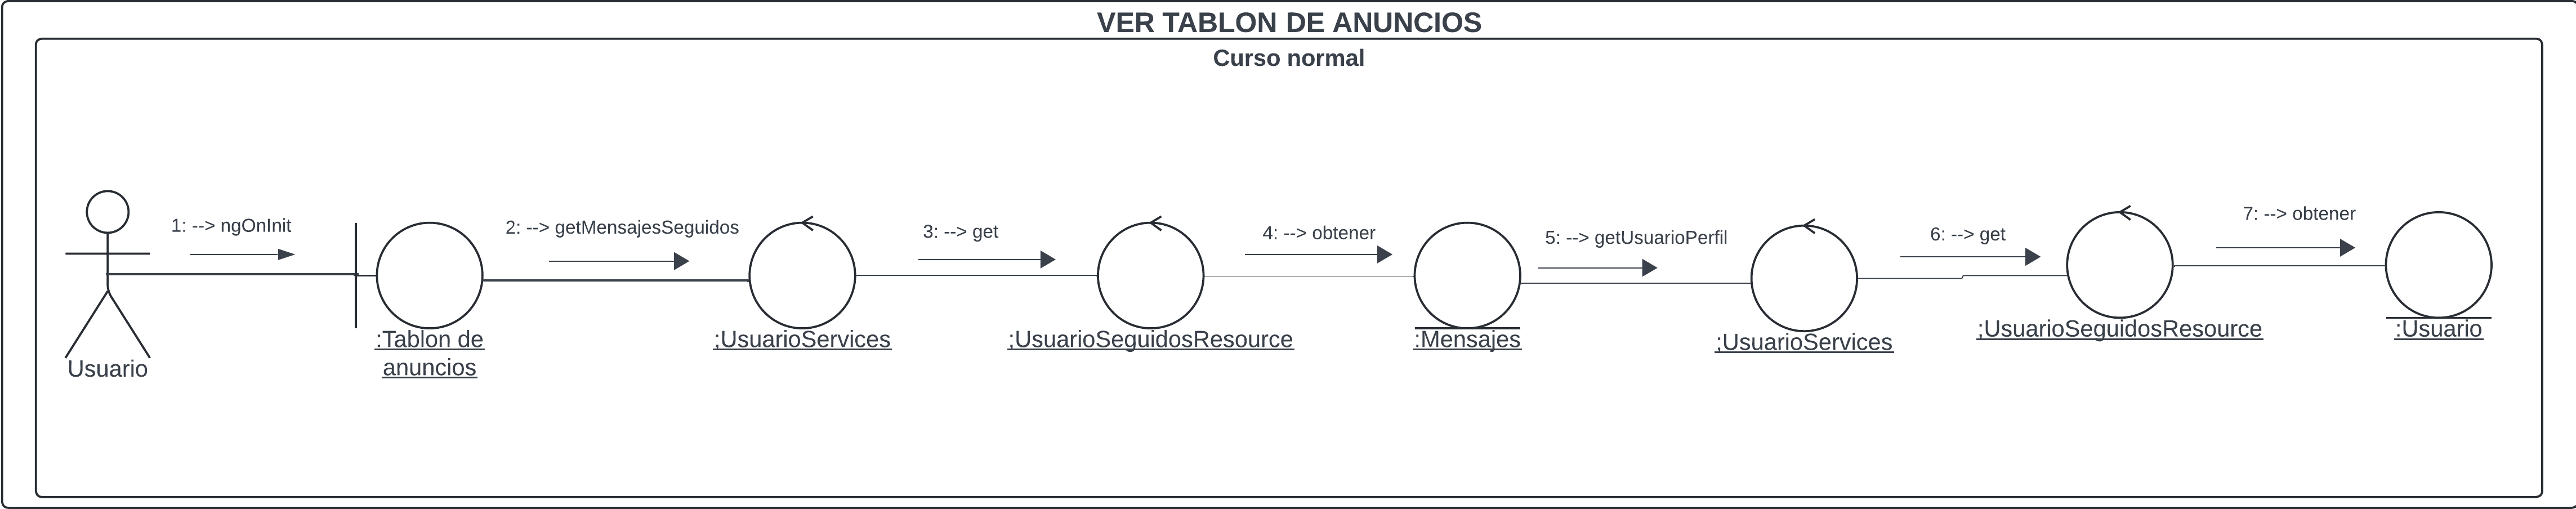 VER TABLON DE ANUNCIOS
Curso normal
1: --> ngOnInit
2: --> getMensajesSeguidos
3: --> get
4: --> obtener
5: --> getUsuarioPerfil
6: --> get
7: --> obtener
Usuario
:Tablon de
anuncios
;UsuarioServices
;UsuarioSeguidosResource
:Mensajes
;UsuarioServices
;UsuarioSeguidosResource
:Usuario